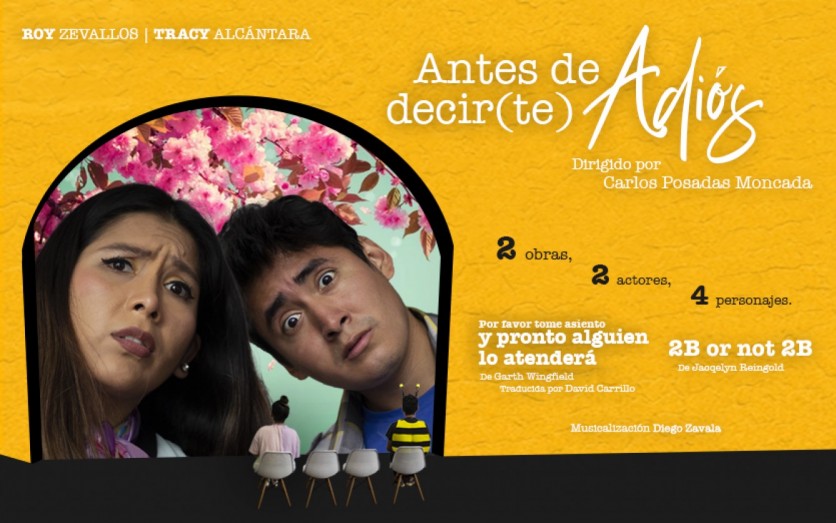 ROY ZEVALLOS | TRACY ALCÁNTARA
Antes de
decir(te) Adiós
Dirigido por
Carlos Posadas Moncada
2 obras,
2 actores,
4 personajes.
Por favor tome asiento
y pronto alguien
lo atenderá
De Garth Wingfield
Traducida por David Carrillo
2B or not 2B
De Jacqelyn Reingold
Musicalización Diego Zavala